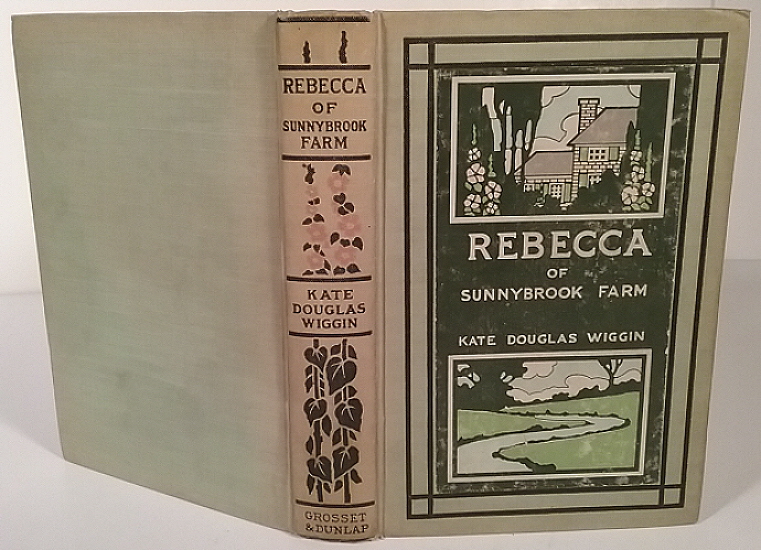 REBECCA
OF
SUNNYBROOK
FARM
KATE
DOUGLAS
WIGGIN
GROSSET
& DUNLAP
REBECCA
OF
SUNNYBROOK FARM
KATE DOUGLAS WIGGIN